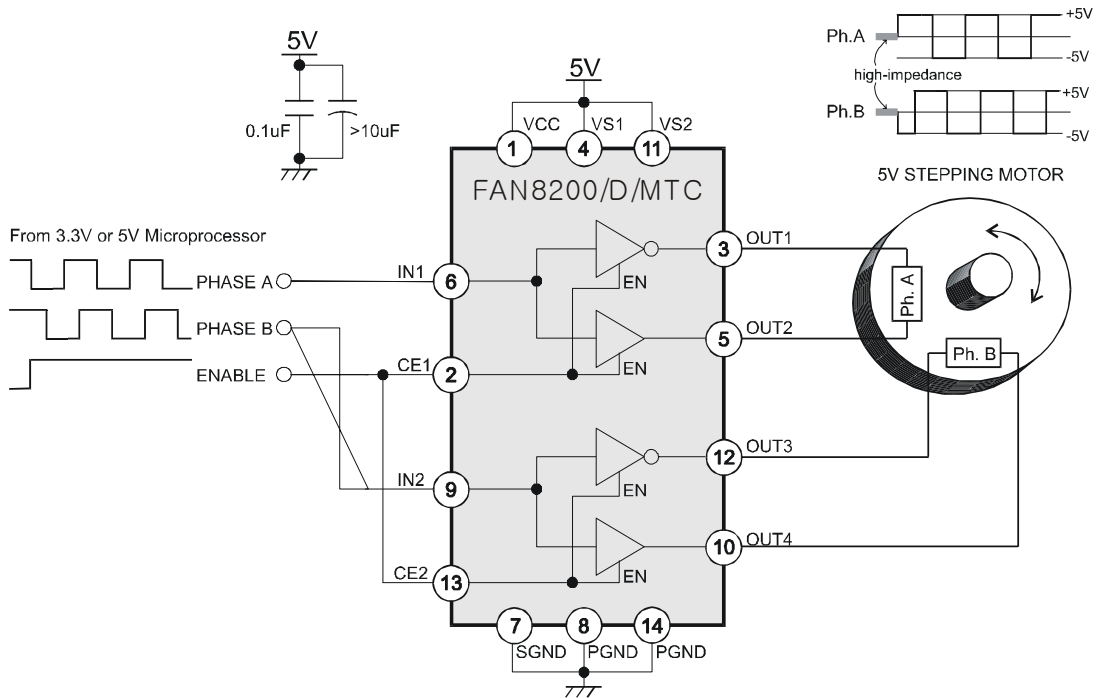 5V
0.1uF
>10uF
5V
VCC
VS1
VS2
1
4
11
FAN8200/D/MTC
Ph.A
+5V
-5V
high-impedance
Ph.B
+5V
-5V
5V STEPPING MOTOR
From 3.3V or 5V Microprocessor
PHASE A
IN1
6
EN
3
OUT1
PHASE B
5
OUT2
ENABLE
CE1
2
EN
Ph. A
Ph. B
12
OUT3
IN2
9
EN
10
OUT4
CE2
13
EN
7
8
14
SGND
PGND
PGND